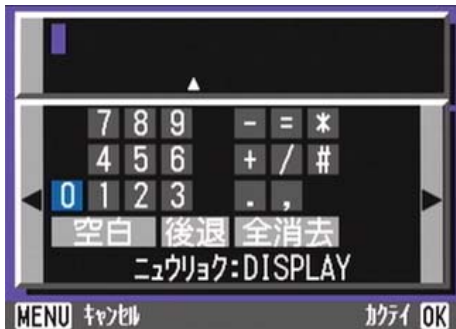 7 8 9 - = *
4 5 6 + / #
0 1 2 3 . ,
空白 後退 全消去
ニュウリョク:DISPLAY
MENU キャンセル カクテイ OK